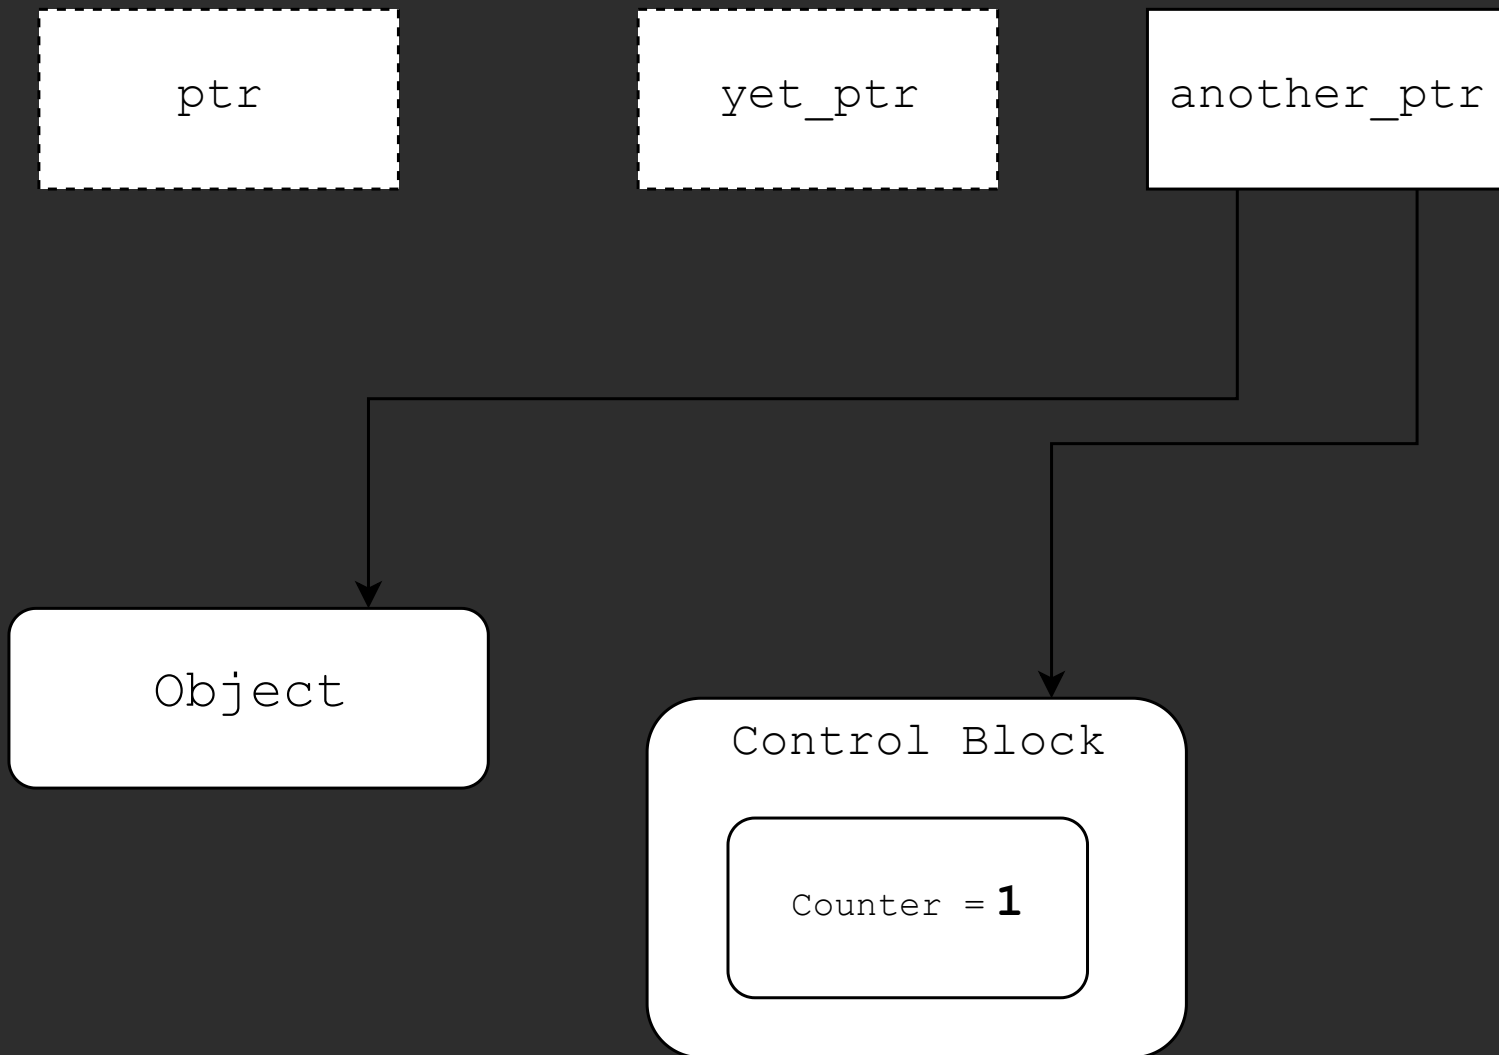 ptr
yet_ptr
another_ptr
Object
Control Block
Counter = 1